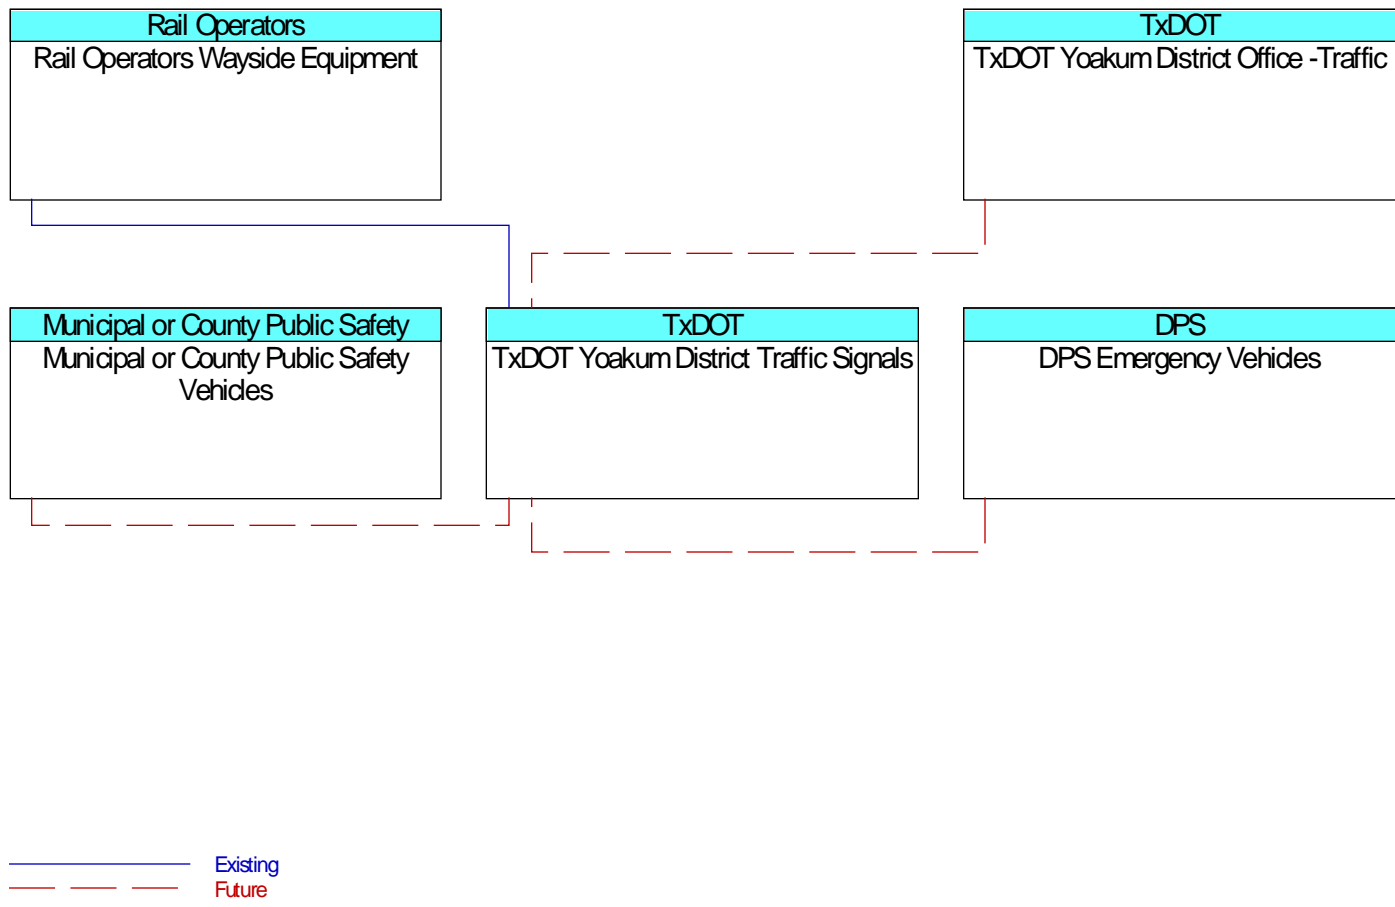 Rail Operators
Rail Operators Wayside Equipment
TxDOT
TxDOT Yoakum District Office -Traffic
Municipal or County Public Safety
Municipal or County Public Safety
Vehicles
TxDOT
TxDOT Yoakum District Traffic Signals
DPS
DPS Emergency Vehicles
Existing
Future